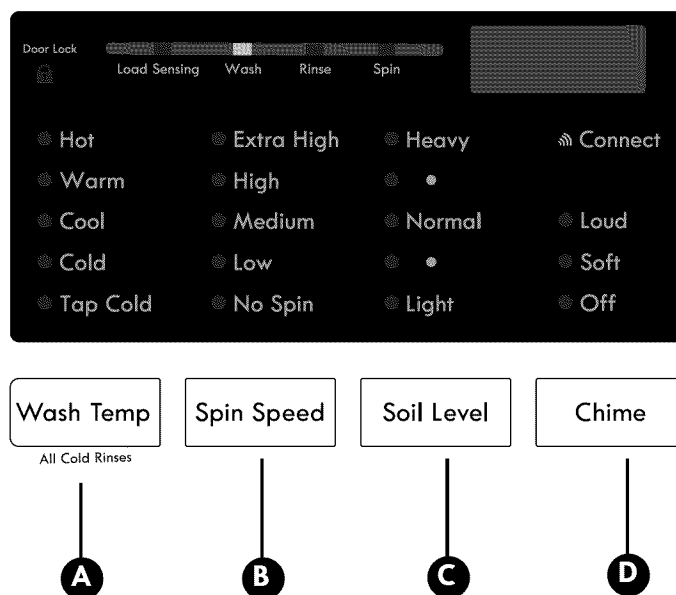 Door Lock
Load Sensing Wash Rinse Spin
Hot Extra High Heavy Connect
Warm High
Cool Medium Normal Loud
Cold Low Soft
Tap Cold No Spin Light Off
Wash Temp Spin Speed Soil Level Chime
All Cold Rinses
A B C D